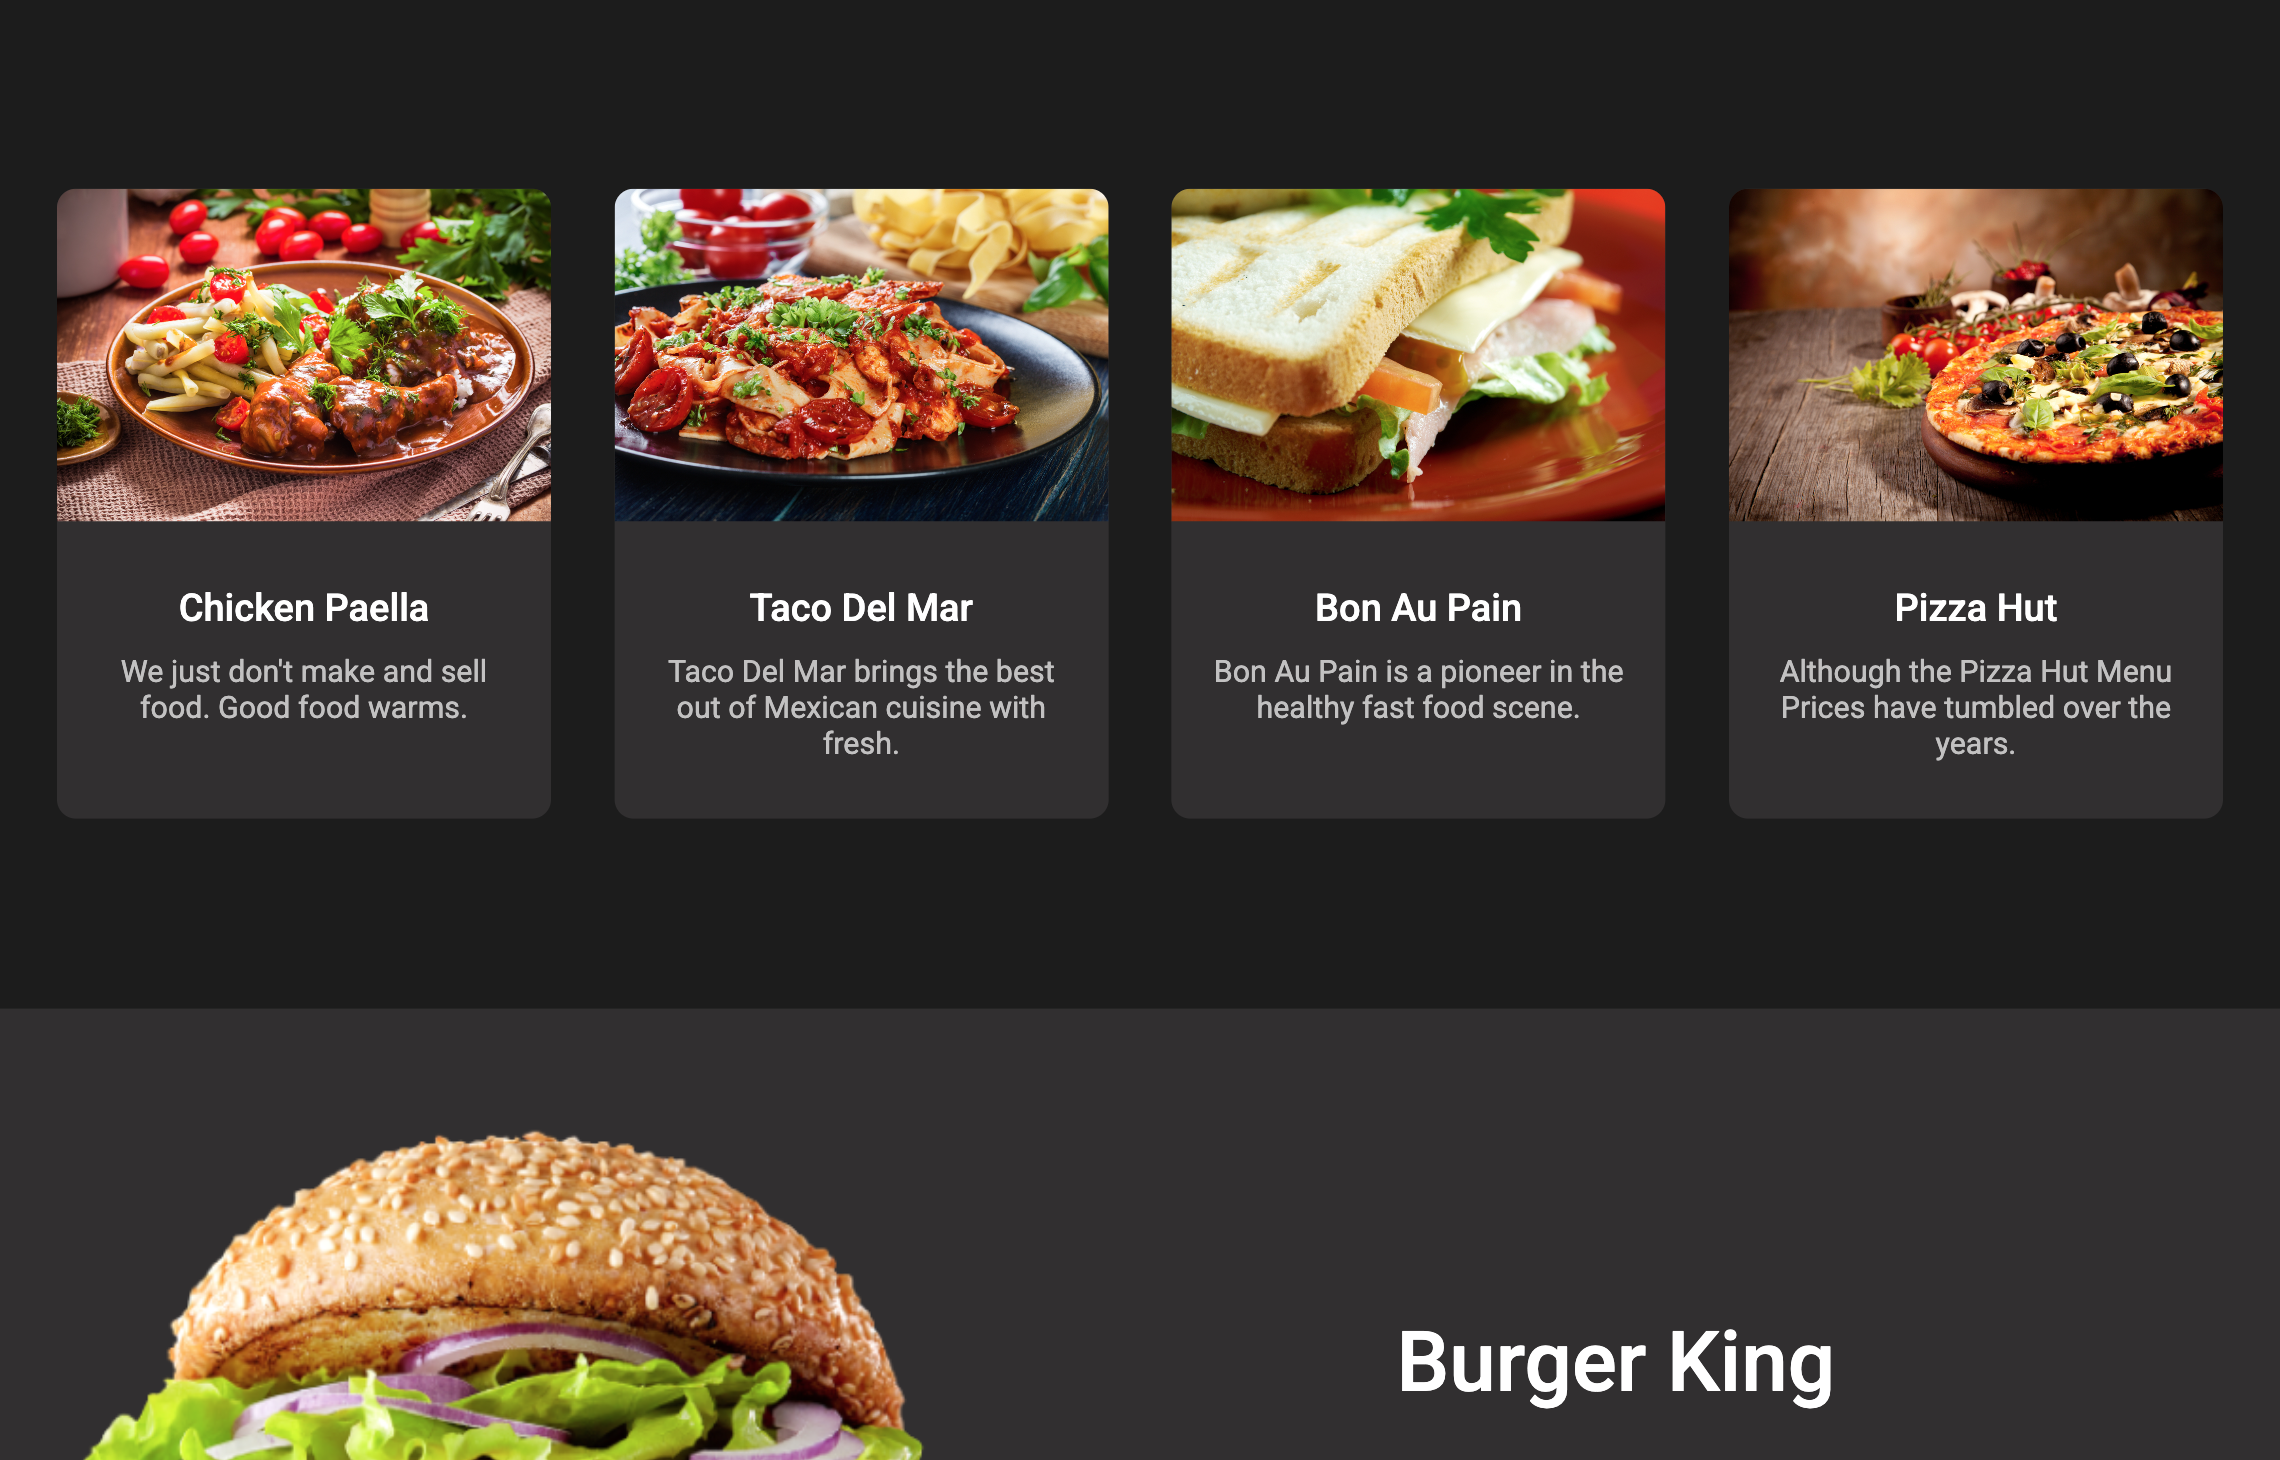 Chicken Paella
We just don't make and sell
food. Good food warms.
Taco Del Mar
Taco Del Mar brings the best
out of Mexican cuisine with
fresh.
Bon Au Pain
Bon Au Pain is a pioneer in the
healthy fast food scene.
Pizza Hut
Although the Pizza Hut Menu
Prices have tumbled over the
years.
Burger King